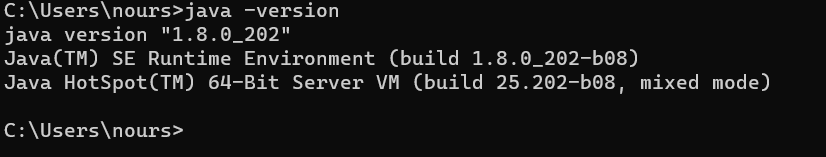 C:\Users\nours>java -version
java version "1.8.0_202"
Java(TM) SE Runtime Environment (build 1.8.0_202-b08)
Java HotSpot(TM) 64-Bit Server VM (build 25.202-b08, mixed mode)
C:\Users\nours>